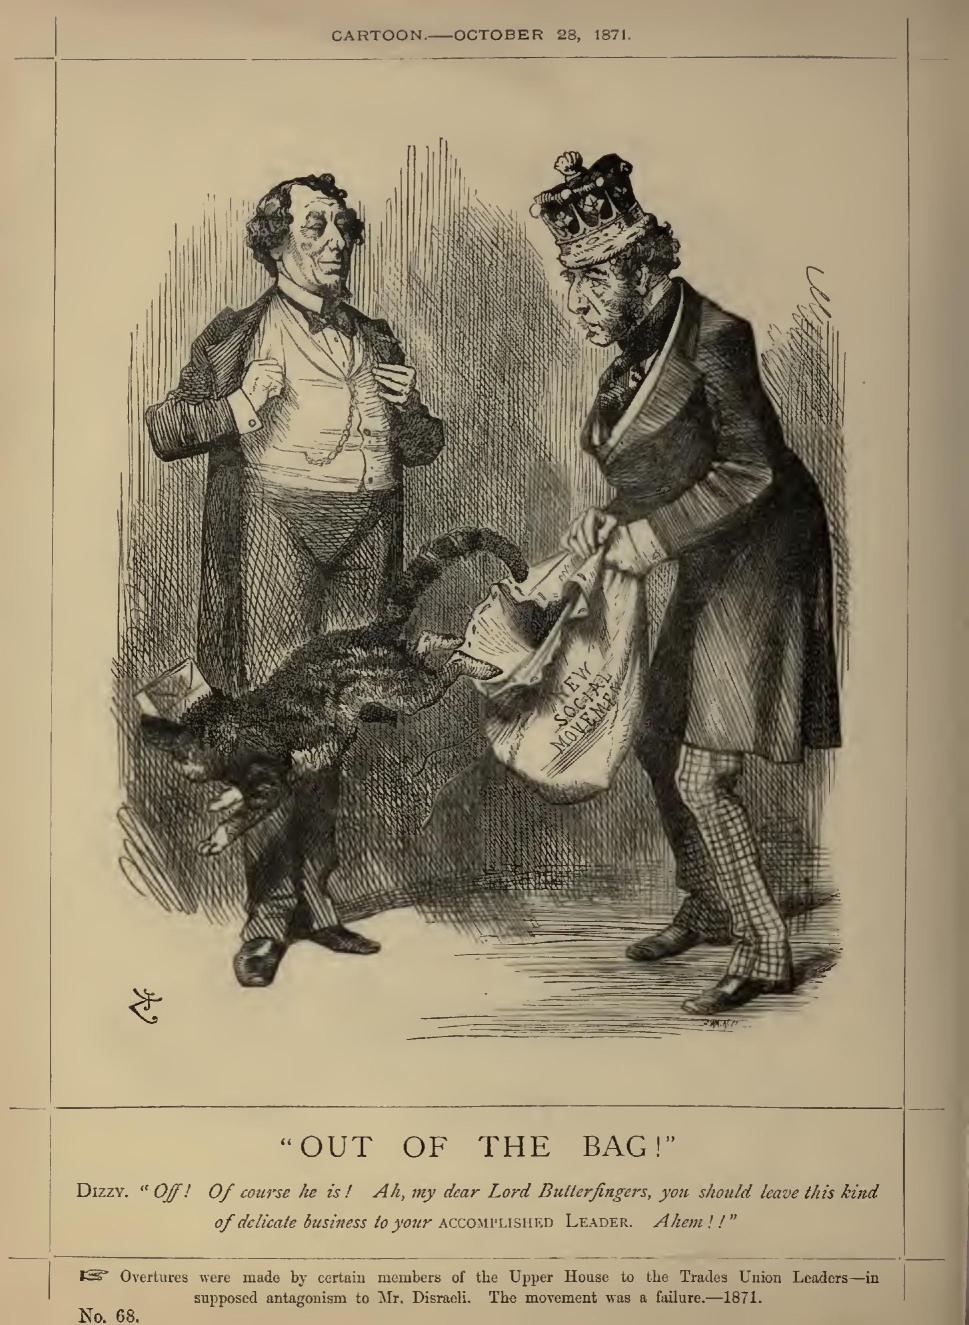 CARTOON.—OCTOBER 28, 1871.
NEW
SOCIAL
MOVEME
"OUT OF THE BAG!"
DIZZY. "Off! Of course he is! Ah, my dear Lord Butterfingers, you should leave this kind
of delicate business to your ACCOMPLISHED LEADER. Ahem!!"
☞ Overtures were made by certain members of the Upper House to the Trades Union Leaders—in
supposed antagonism to Mr. Disraeli. The movement was a failure.—1871.
No. 68.